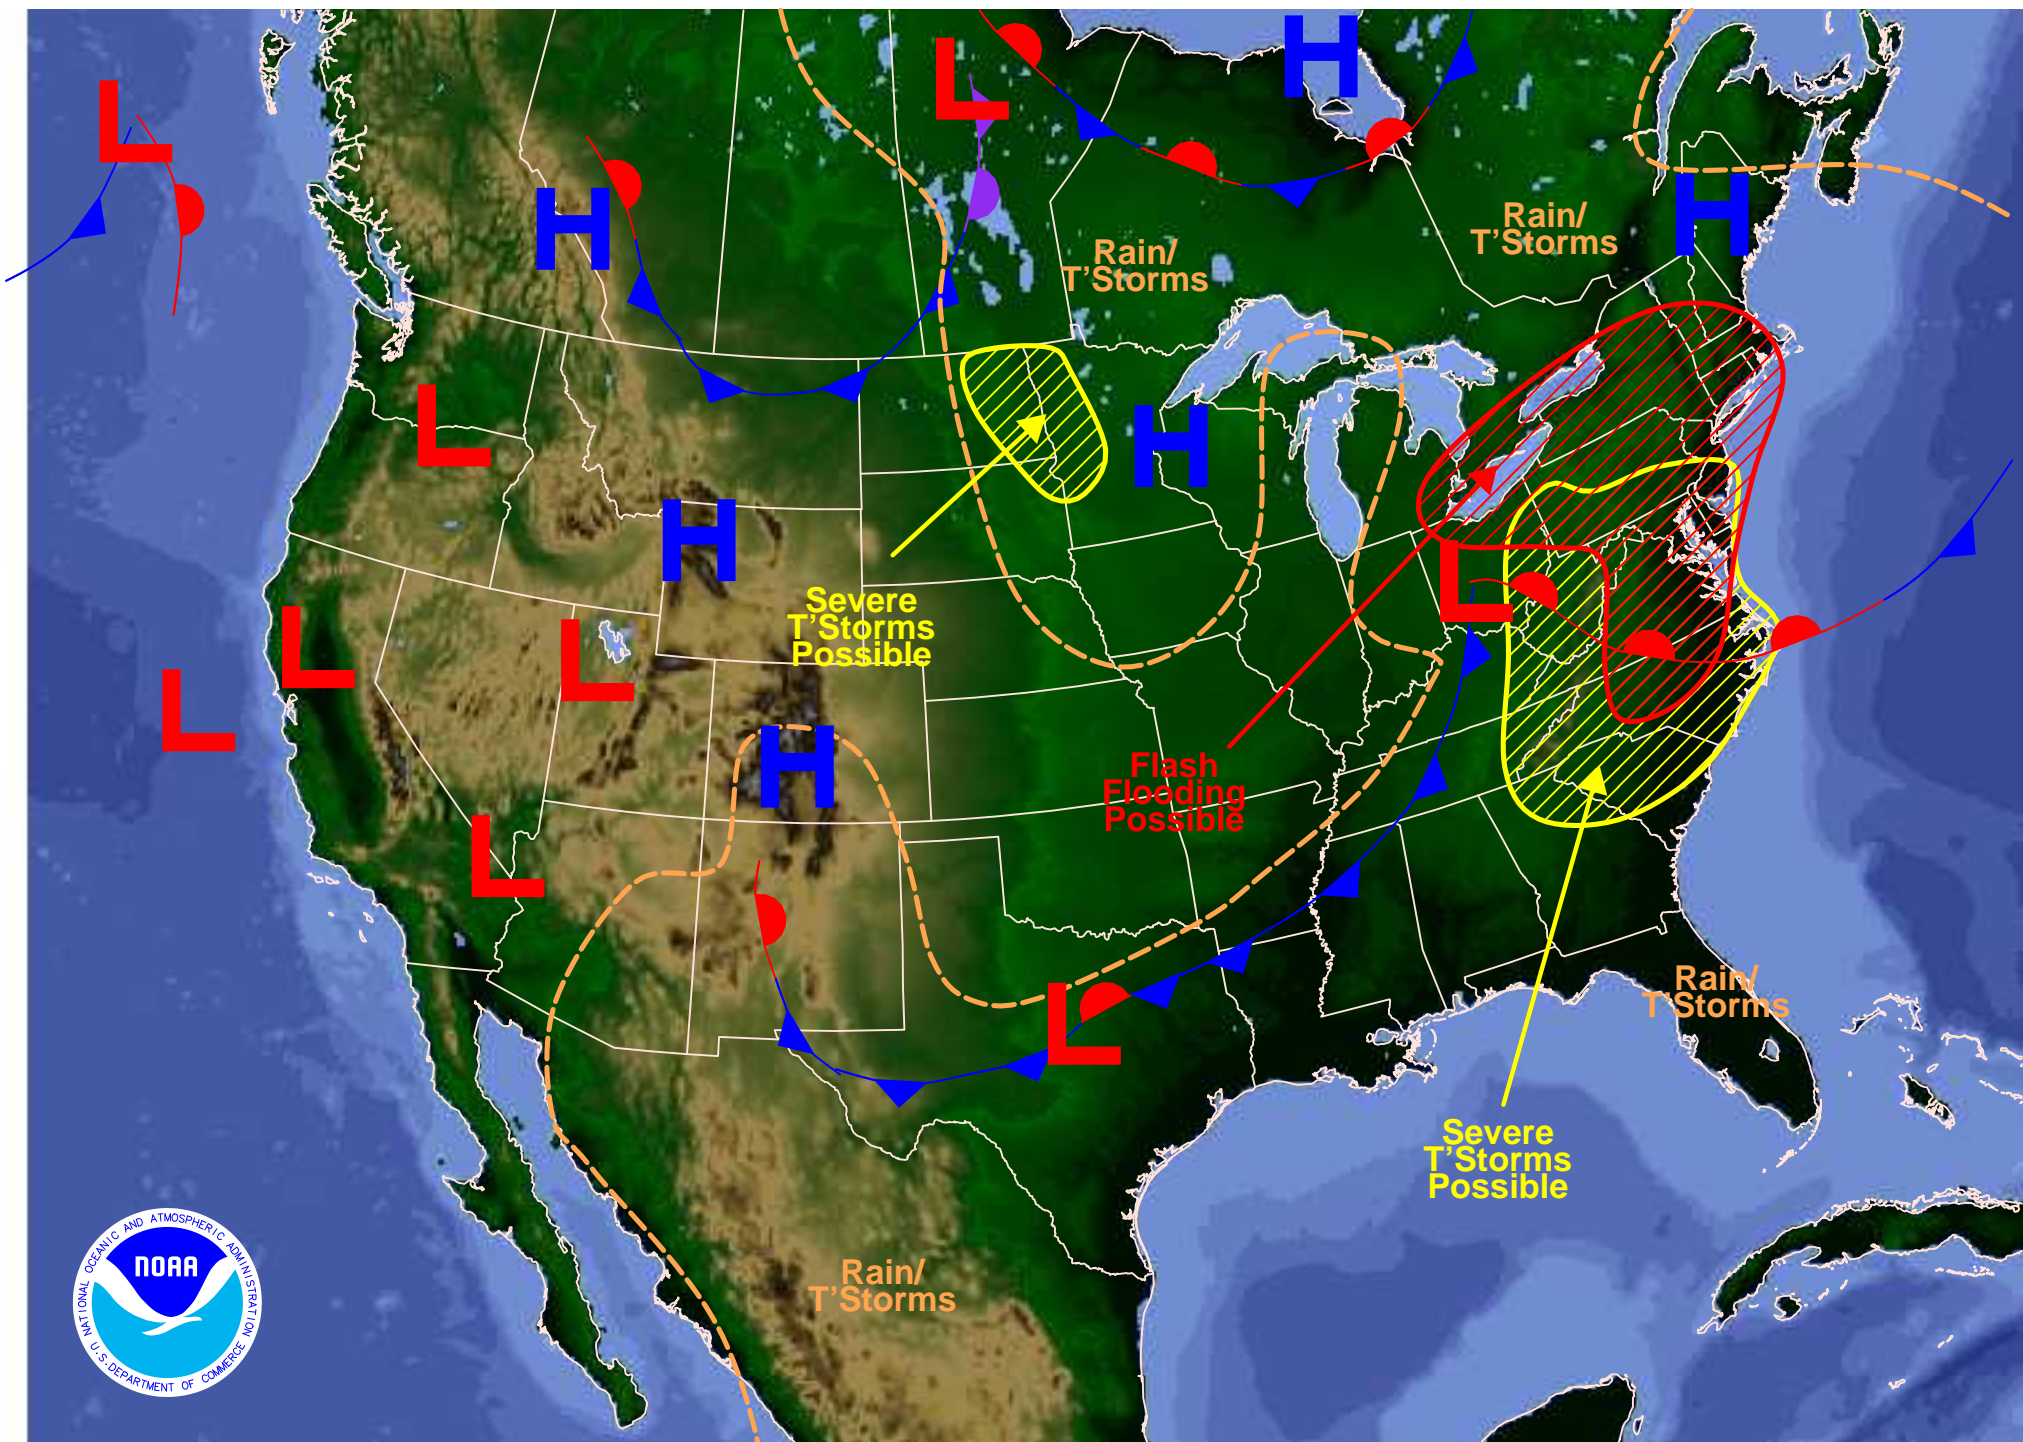 L
H
L
H
H
Rain/
T'Storms
Rain/
T'Storms
L
H
H
L
Severe
T'Storms
Possible
L
L
L
H
Flash
Flooding
Possible
L
Rain/
T'Storms
L
Severe
T'Storms
Possible
Rain/
T'Storms
NATIONAL OCEANIC AND ATMOSPHERIC ADMINISTRATION
NOAA
U.S. DEPARTMENT OF COMMERCE